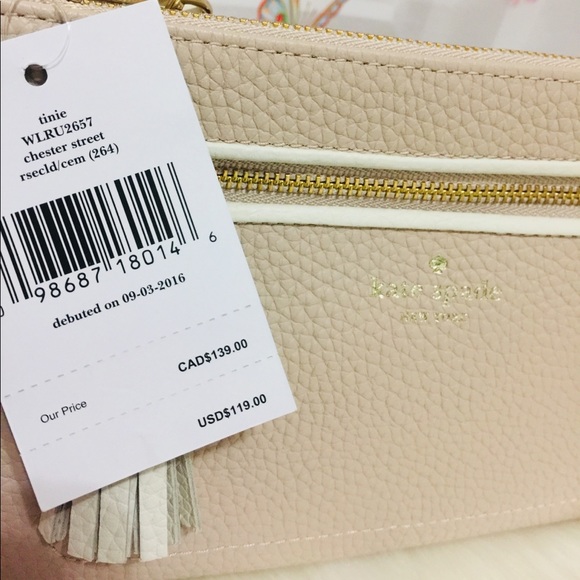 tinie
WLRU2657
chester street
rsecld/cem (264)
98687 18014 6
debuted on 09-03-2016
CAD$139.00
Our Price
USD$119.00
kate spade
NEW YORK